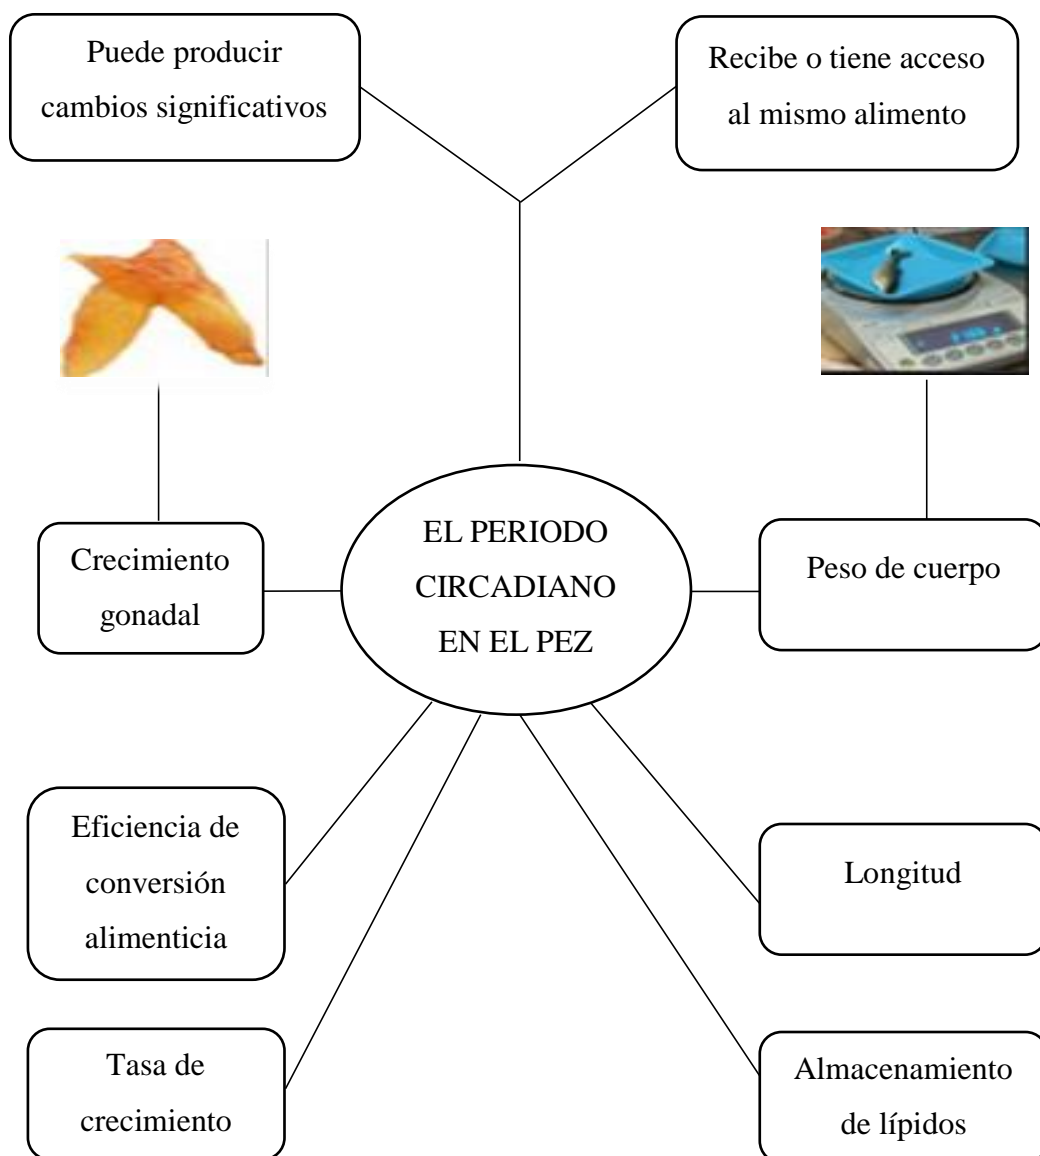 Puede producir
cambios significativos
Recibe o tiene acceso
al mismo alimento
Crecimiento
gonadal
EL PERIODO
CIRCADIANO
EN EL PEZ
Peso de cuerpo
Eficiencia de
conversión
alimenticia
Longitud
Tasa de
crecimiento
Almacenamiento
de lípidos